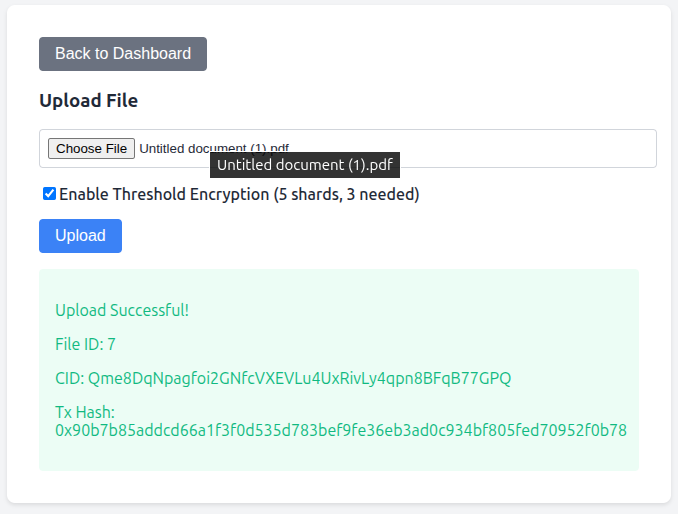 Back to Dashboard
Upload File
Choose File Untitled document (1).pdf
Untitled document (1).pdf
Enable Threshold Encryption (5 shards, 3 needed)
Upload
Upload Successful!
File ID: 7
CID: Qme8DqNpagfoi2GNfcVXEVLu4UxRivLy4qpn8BFqB77GPQ
Tx Hash:
0x90b7b85addcd66a1f3f0d535d783bef9fe36eb3ad0c934bf805fed70952f0b78